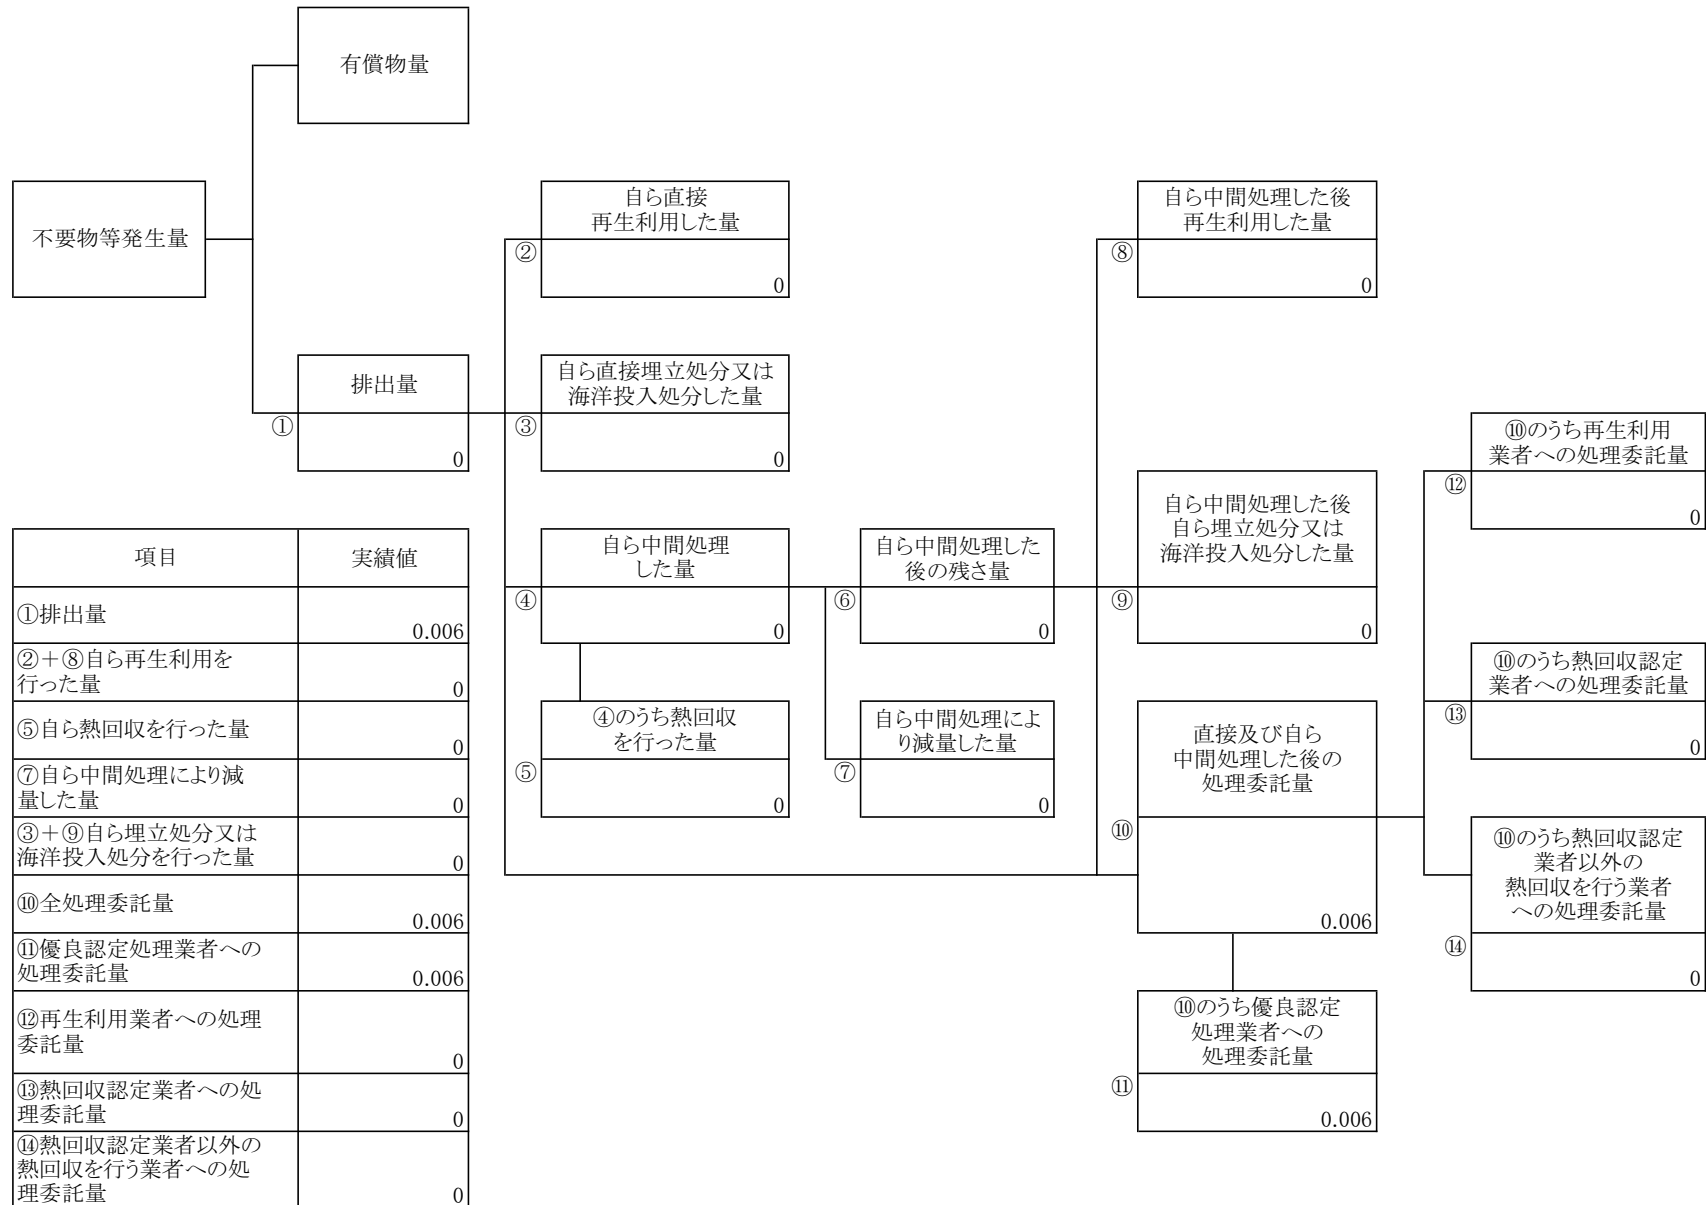 有償物量
不要物等発生量
自ら直接
再生利用した量
②
0
自ら中間処理した後
再生利用した量
⑧
0
排出量
①
0
自ら直接埋立処分又は
海洋投入処分した量
③
0
⑩のうち再生利用
業者への処理委託量
⑫
0
自ら中間処理
した量
④
0
自ら中間処理した
後の残さ量
⑥
0
自ら中間処理した後
自ら埋立処分又は
海洋投入処分した量
⑨
0
⑩のうち熱回収認定
業者への処理委託量
⑬
0
④のうち熱回収
を行った量
⑤
0
自ら中間処理によ
り減量した量
⑦
0
直接及び自ら
中間処理した後の
処理委託量
⑩
0.006
⑩のうち熱回収認定
業者以外の
熱回収を行う業者
への処理委託量
⑭
0
⑩のうち優良認定
処理業者への
処理委託量
⑪
0.006
項目 実績値
①排出量
0.006
②＋⑧自ら再生利用を
行った量
0
⑤自ら熱回収を行った量
0
⑦自ら中間処理により減
量した量
0
③＋⑨自ら埋立処分又は
海洋投入処分を行った量
0
⑩全処理委託量
0.006
⑪優良認定処理業者への
処理委託量
0.006
⑫再生利用業者への処理
委託量
0
⑬熱回収認定業者への処
理委託量
0
⑭熱回収認定業者以外の
熱回収を行う業者への処
理委託量
0